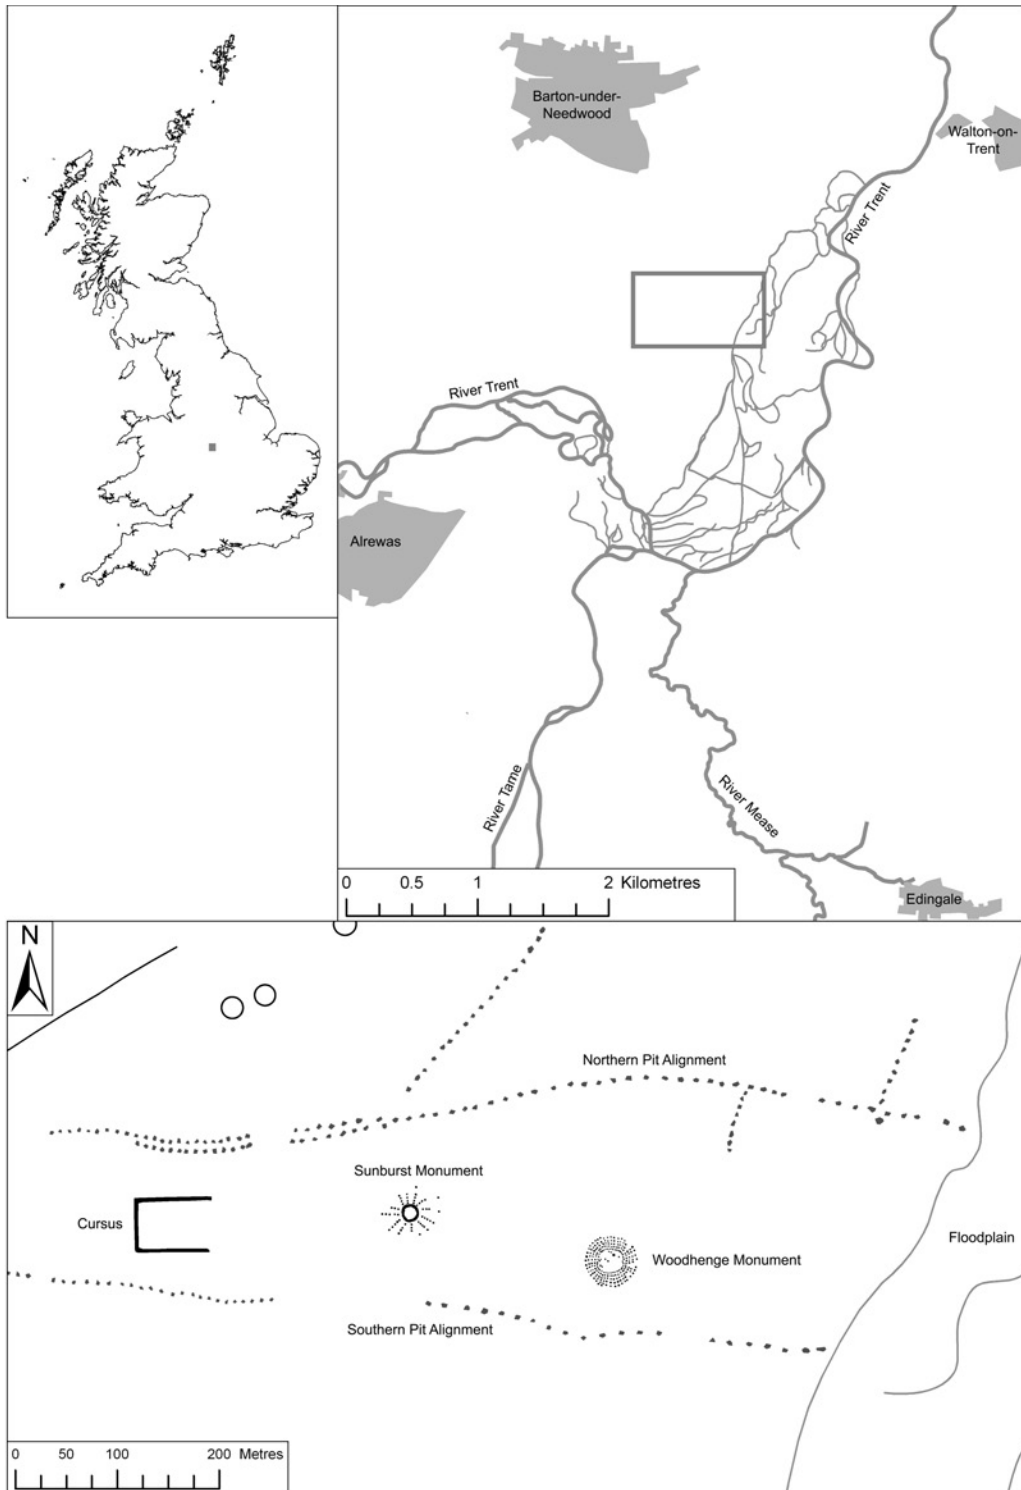 Barton-under-
Needwood
Walton-on-
Trent
River Trent
River Trent
Alrewas
River Tame
River Mease
Edingale
0 0.5 1 2 Kilometres
N
Northern Pit Alignment
Sunburst Monument
Cursus
Woodhenge Monument
Floodplain
Southern Pit Alignment
0 50 100 200 Metres